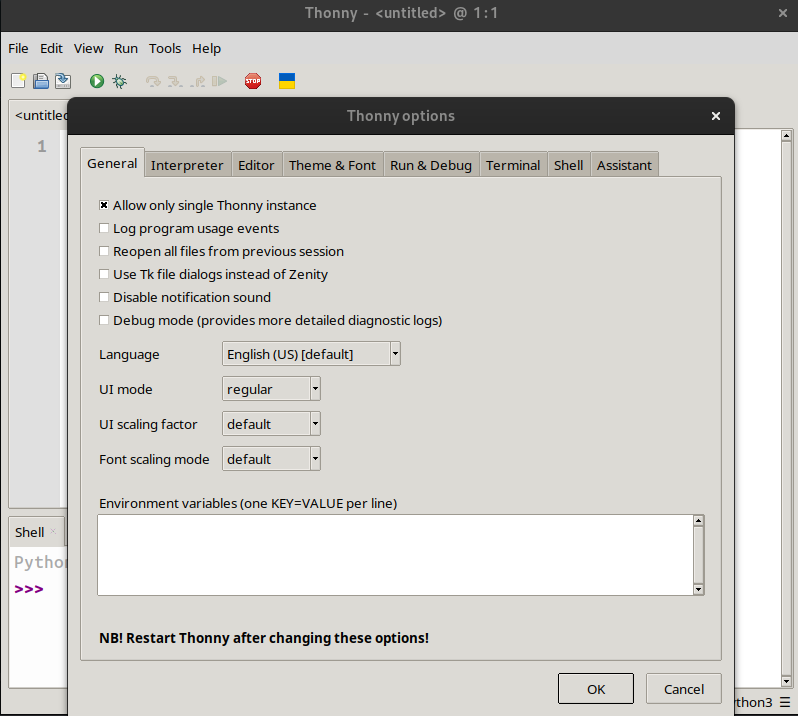 Thonny - <untitled> @ 1:1
File Edit View Run Tools Help
STOP
<untitled
1
Thonny options
General Interpreter Editor Theme & Font Run & Debug Terminal Shell Assistant
Allow only single Thonny instance
Log program usage events
Reopen all files from previous session
Use Tk file dialogs instead of Zenity
Disable notification sound
Debug mode (provides more detailed diagnostic logs)
Language English (US) [default]
UI mode regular
UI scaling factor default
Font scaling mode default
Environment variables (one KEY=VALUE per line)
Shell
Python
>>>
NB! Restart Thonny after changing these options!
OK Cancel
thon3